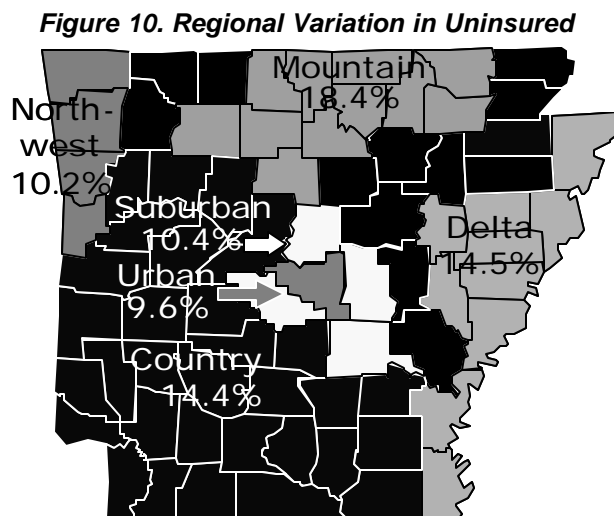 Figure 10. Regional Variation in Uninsured
Mountain
18.4%
North-
west
10.2%
Suburban
10.4%
Delta
14.5%
Urban
9.6%
Country
14.4%